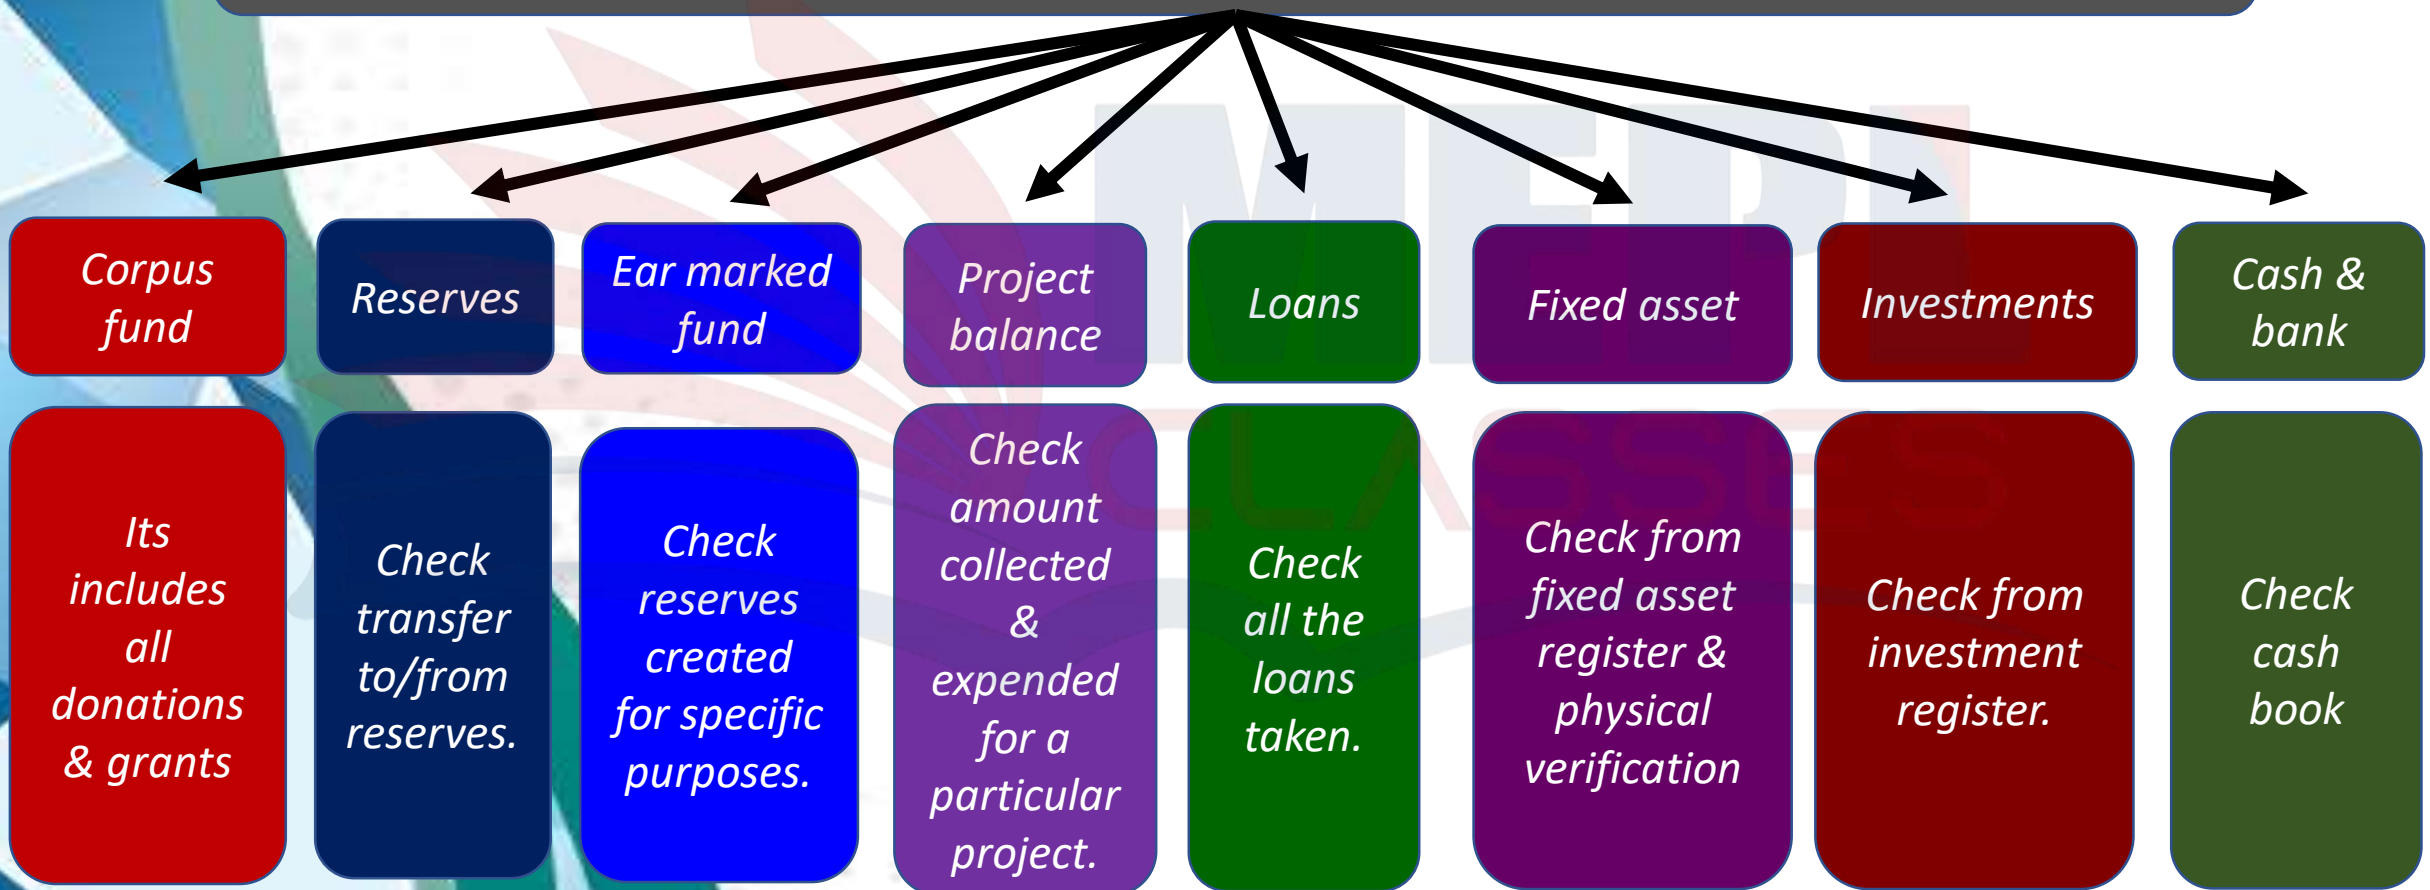 Corpus
fund
Reserves
Ear marked
fund
Project
balance
Loans
Fixed asset
Investments
Cash &
bank
Its
includes
all
donations
& grants
Check
transfer
to/from
reserves.
Check
reserves
created
for specific
purposes.
Check
amount
collected
&
expended
for a
particular
project.
Check
all the
loans
taken.
Check from
fixed asset
register &
physical
verification
Check from
investment
register.
Check
cash
book
MEPL
CLASSES